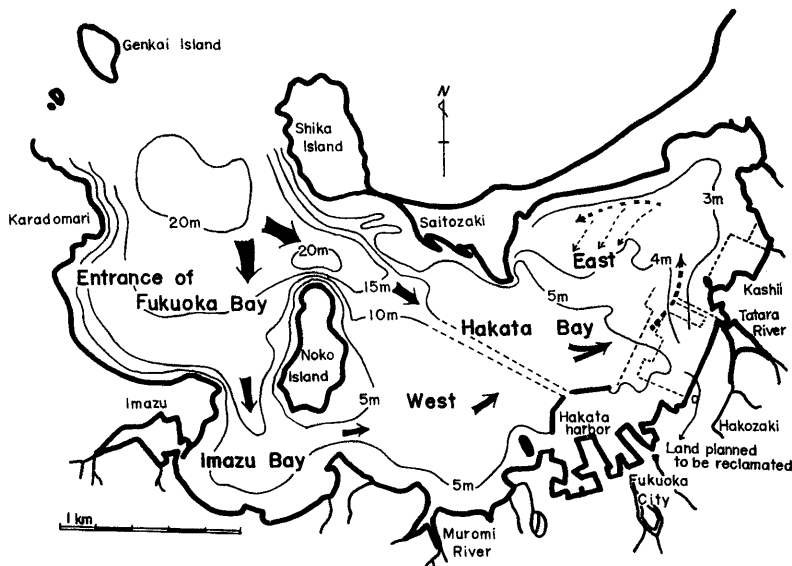 Genkai Island
N
Shika
Island
3m
Karadomari
20m
Saitozaki
20m
East
4m
Entrance of
Fukuoka Bay
15m
5m
Kashii
10m
Hakata Bay
Tatara
River
Noko
Island
Imazu
5m
West
Hakata
harbor
Hakozaki
Land planned
to be reclamated
Imazu Bay
5m
Fukuoka
City
1 km
Muromi
River